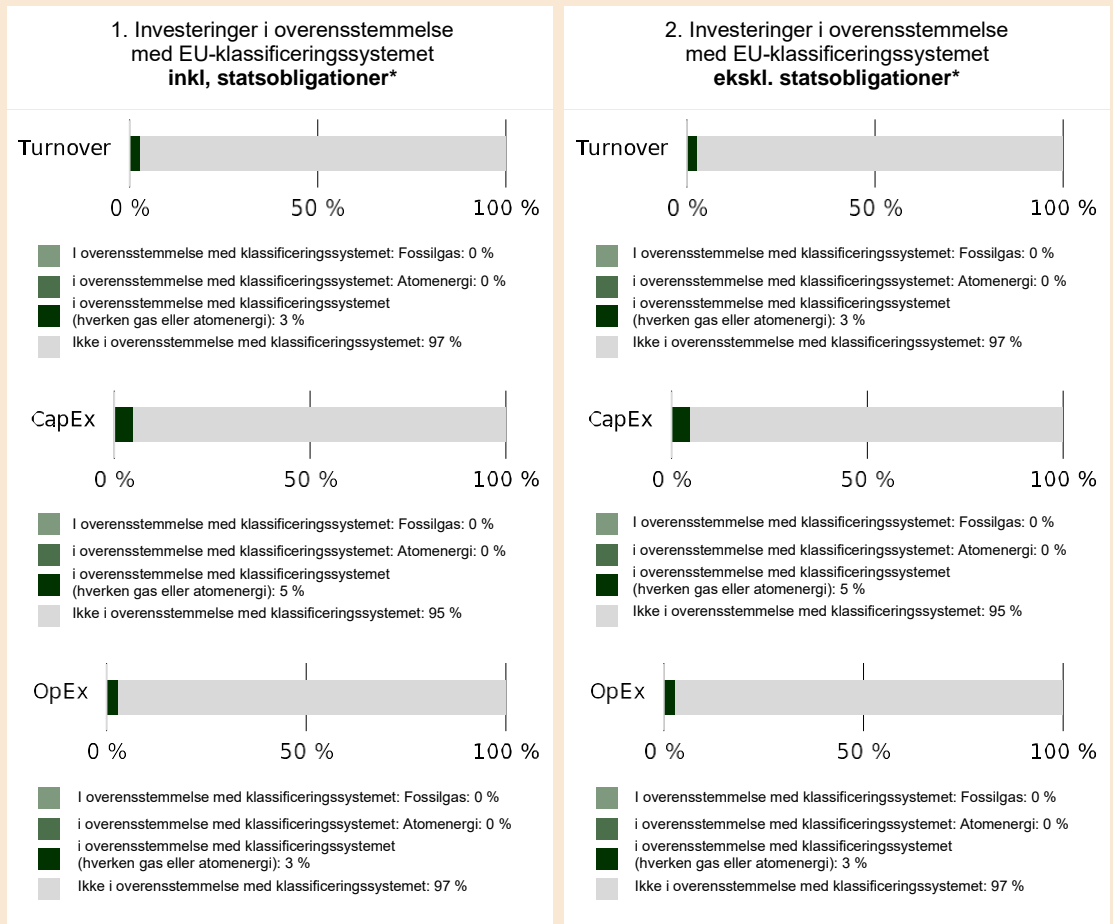 1. Investeringer i overensstemmelse
med EU-klassificeringssystemet
inkl, statsobligationer*
Turnover
0 %
50 %
100 %
I overensstemmelse med klassificeringssystemet: Fossilgas: 0 %
i overensstemmelse med klassificeringssystemet: Atomenergi: 0 %
i overensstemmelse med klassificeringssystemet
(hverken gas eller atomenergi): 3 %
Ikke i overensstemmelse med klassificeringssystemet: 97 %
CapEx
0 %
50 %
100 %
I overensstemmelse med klassificeringssystemet: Fossilgas: 0 %
i overensstemmelse med klassificeringssystemet: Atomenergi: 0 %
i overensstemmelse med klassificeringssystemet
(hverken gas eller atomenergi): 5 %
Ikke i overensstemmelse med klassificeringssystemet: 95 %
OpEx
0 %
50 %
100 %
I overensstemmelse med klassificeringssystemet: Fossilgas: 0 %
i overensstemmelse med klassificeringssystemet: Atomenergi: 0 %
i overensstemmelse med klassificeringssystemet
(hverken gas eller atomenergi): 3 %
Ikke i overensstemmelse med klassificeringssystemet: 97 %
2. Investeringer i overensstemmelse
med EU-klassificeringssystemet
ekskl. statsobligationer*
Turnover
0 %
50 %
100 %
I overensstemmelse med klassificeringssystemet: Fossilgas: 0 %
i overensstemmelse med klassificeringssystemet: Atomenergi: 0 %
i overensstemmelse med klassificeringssystemet
(hverken gas eller atomenergi): 3 %
Ikke i overensstemmelse med klassificeringssystemet: 97 %
CapEx
0 %
50 %
100 %
I overensstemmelse med klassificeringssystemet: Fossilgas: 0 %
i overensstemmelse med klassificeringssystemet: Atomenergi: 0 %
i overensstemmelse med klassificeringssystemet
(hverken gas eller atomenergi): 5 %
Ikke i overensstemmelse med klassificeringssystemet: 95 %
OpEx
0 %
50 %
100 %
I overensstemmelse med klassificeringssystemet: Fossilgas: 0 %
i overensstemmelse med klassificeringssystemet: Atomenergi: 0 %
i overensstemmelse med klassificeringssystemet
(hverken gas eller atomenergi): 3 %
Ikke i overensstemmelse med klassificeringssystemet: 97 %